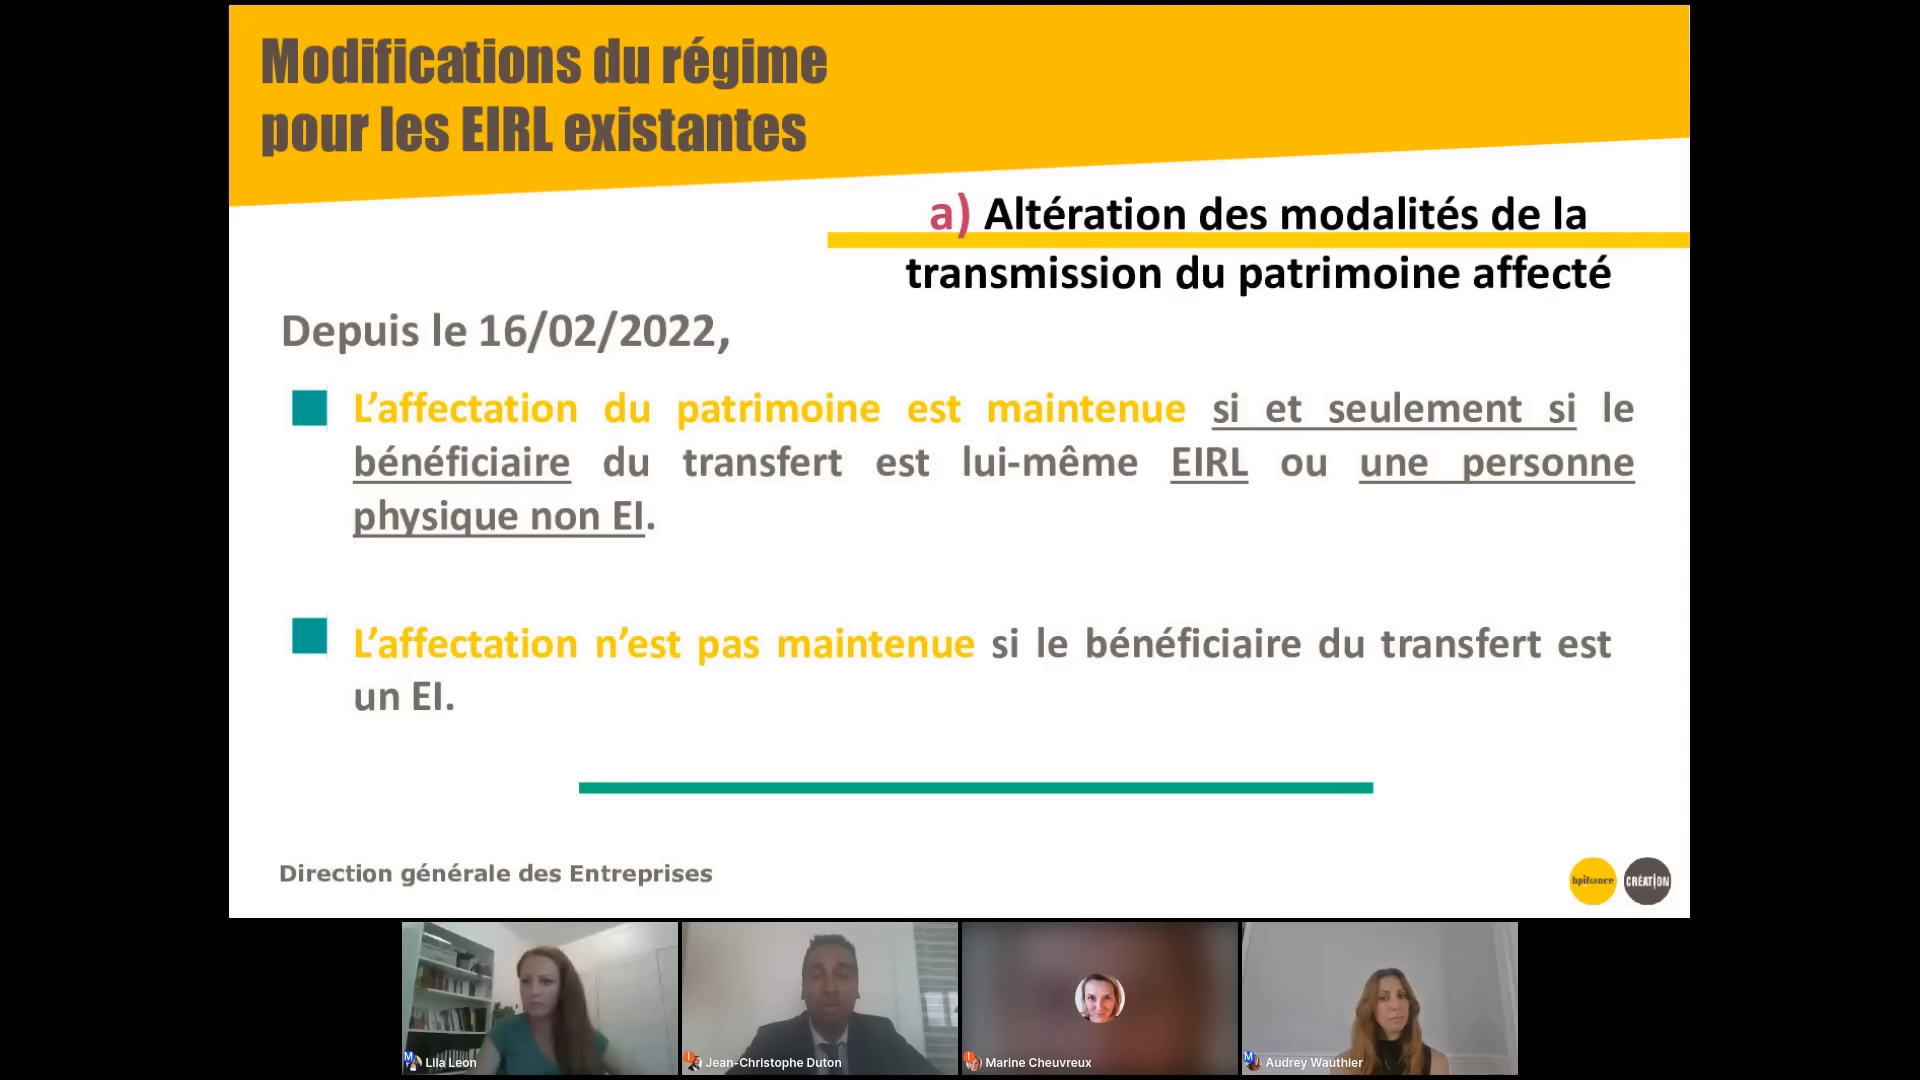 Modifications du régime
pour les EIRL existantes
a) Altération des modalités de la
transmission du patrimoine affecté
Depuis le 16/02/2022,
L’affectation du patrimoine est maintenue si et seulement si le
bénéficiaire du transfert est lui-même EIRL ou une personne
physique non EI.
L’affectation n’est pas maintenue si le bénéficiaire du transfert est
un EI.
Direction générale des Entreprises
bpifrance
CRÉATION
M
Lila Leon
I
Jean-Christophe Duton
I
Marine Cheuvreux
M
Audrey Wauthier